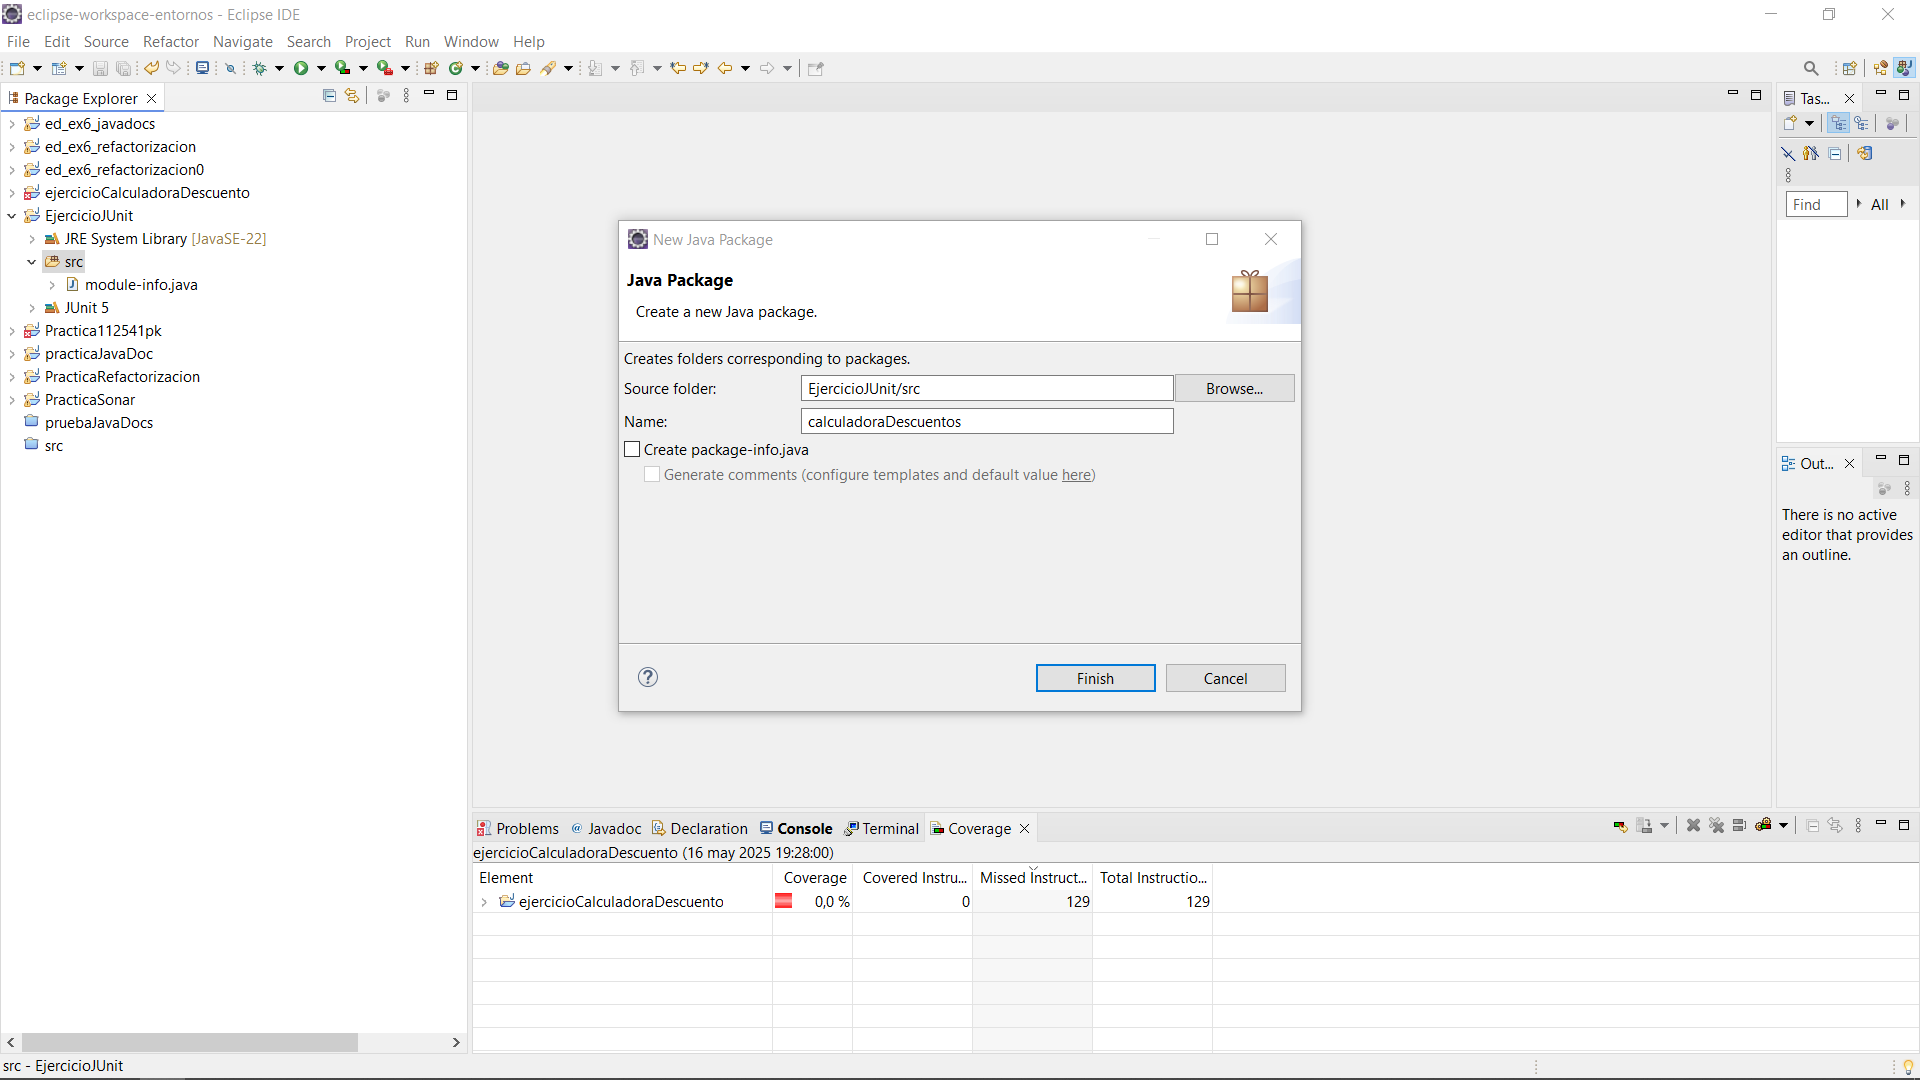 eclipse-workspace-entornos - Eclipse IDE
File Edit Source Refactor Navigate Search Project Run Window Help
Package Explorer
ed_ex6_javadocs
ed_ex6_refactorizacion
ed_ex6_refactorizacion0
ejercicioCalculadoraDescuento
EjercicioJUnit
JRE System Library [JavaSE-22]
src
module-info.java
JUnit 5
Practica112541pk
practicaJavaDoc
PracticaRefactorizacion
PracticaSonar
pruebaJavaDocs
src
New Java Package
Java Package
Create a new Java package.
Creates folders corresponding to packages.
Source folder: EjercicioJUnit/src Browse...
Name: calculadoraDescuentos
Create package-info.java
Generate comments (configure templates and default value here)
Finish Cancel
Tas...
Find All
Out...
There is no active
editor that provides
an outline.
Problems Javadoc Declaration Console Terminal Coverage
ejercicioCalculadoraDescuento (16 may 2025 19:28:00)
Element Coverage Covered Instru... Missed Instruct... Total Instructio...
ejercicioCalculadoraDescuento 0,0 % 0 129 129
src - EjercicioJUnit